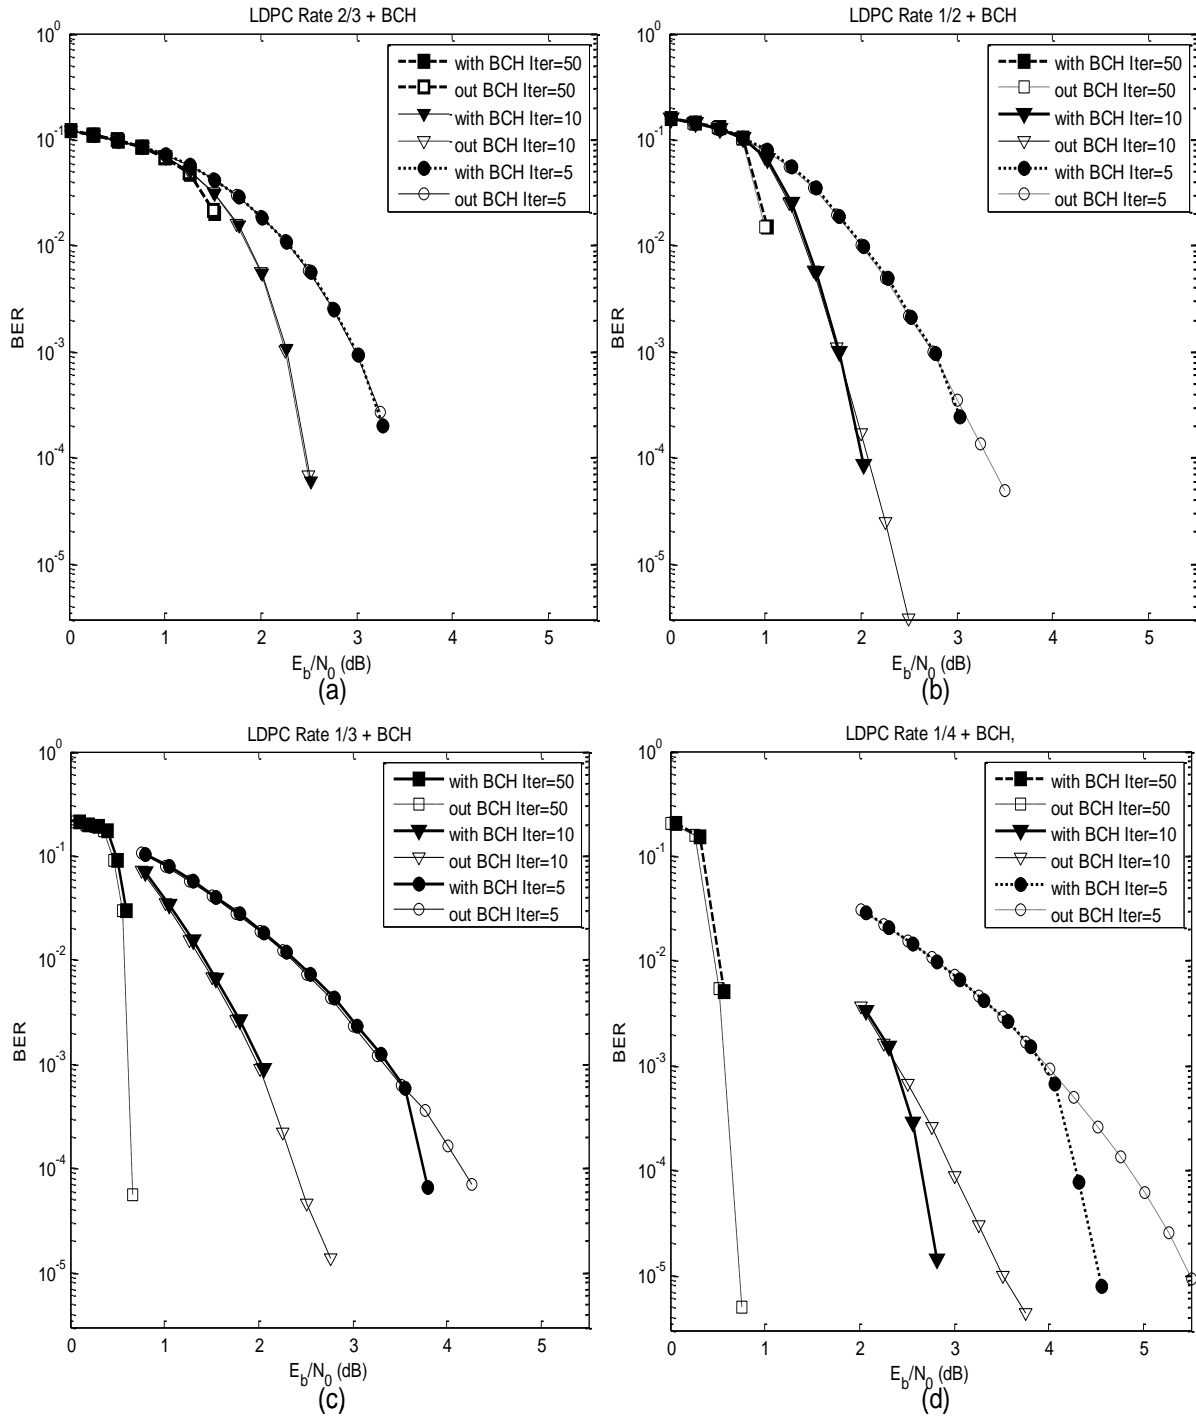 LDPC Rate 2/3 + BCH
10^0
10^-1
10^-2
10^-3
10^-4
10^-5
BER
with BCH Iter=50
out BCH Iter=50
with BCH Iter=10
out BCH Iter=10
with BCH Iter=5
out BCH Iter=5
0 1 2 3 4 5
E_b/N_0 (dB)
(a)
LDPC Rate 1/2 + BCH
10^0
10^-1
10^-2
10^-3
10^-4
10^-5
BER
with BCH Iter=50
out BCH Iter=50
with BCH Iter=10
out BCH Iter=10
with BCH Iter=5
out BCH Iter=5
0 1 2 3 4 5
E_b/N_0 (dB)
(b)
LDPC Rate 1/3 + BCH
10^0
10^-1
10^-2
10^-3
10^-4
10^-5
BER
with BCH Iter=50
out BCH Iter=50
with BCH Iter=10
out BCH Iter=10
with BCH Iter=5
out BCH Iter=5
0 1 2 3 4 5
E_b/N_0 (dB)
(c)
LDPC Rate 1/4 + BCH,
10^0
10^-1
10^-2
10^-3
10^-4
10^-5
BER
with BCH Iter=50
out BCH Iter=50
with BCH Iter=10
out BCH Iter=10
with BCH Iter=5
out BCH Iter=5
0 1 2 3 4 5
E_b/N_0 (dB)
(d)